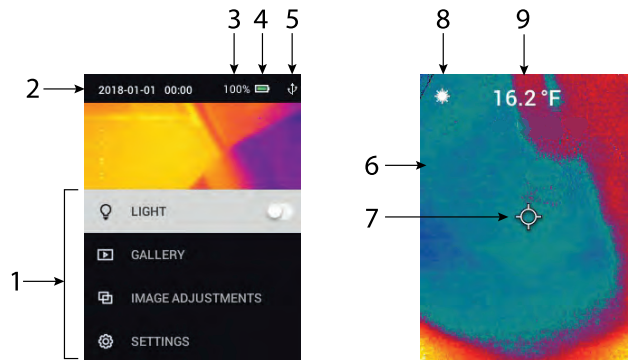 3 4 5
2 2018-01-01 00:00 100%
1 LIGHT
GALLERY
IMAGE ADJUSTMENTS
SETTINGS
8 9
16.2 °F
6
7